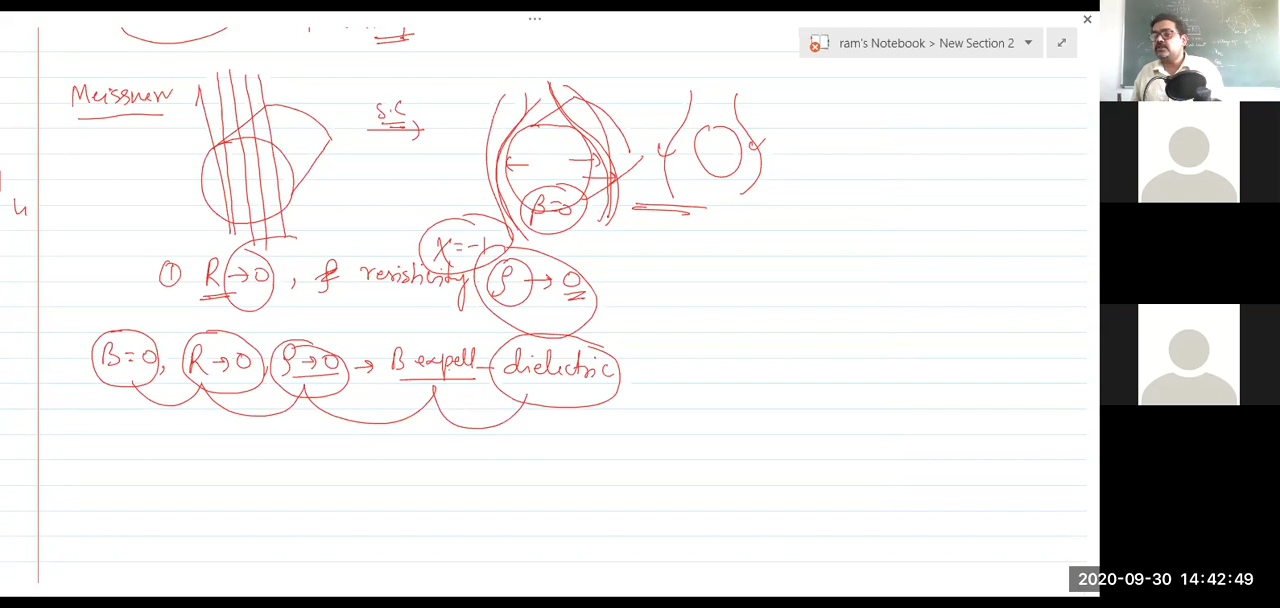 ram's Notebook > New Section 2
Meissner
S.C
B=0
χ=-1
① R→0, resistivity ρ → 0
B=0, R→0, ρ→0 → B expell - dielectric
2020-09-30 14:42:49